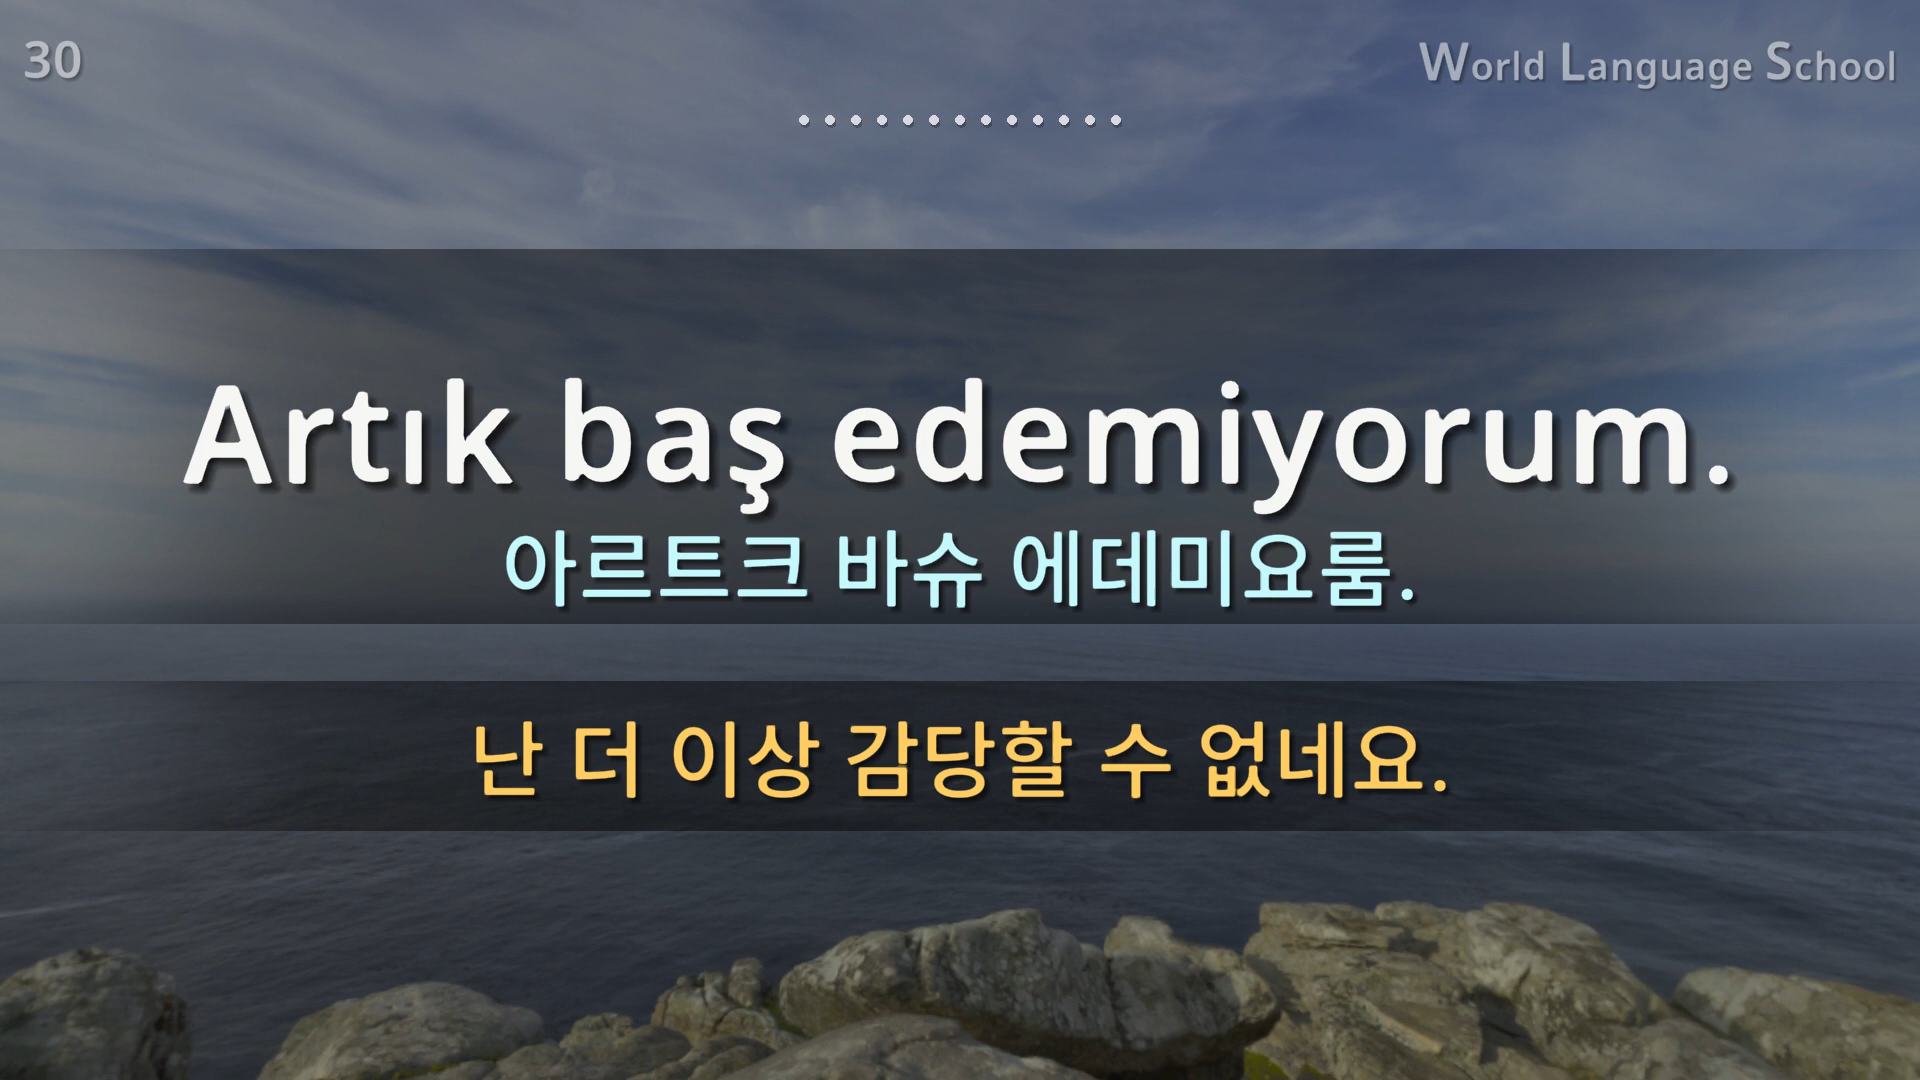 30
World Language School
Artık baş edemiyorum.
아르트크 바슈 에데미요룸.
난 더 이상 감당할 수 없네요.